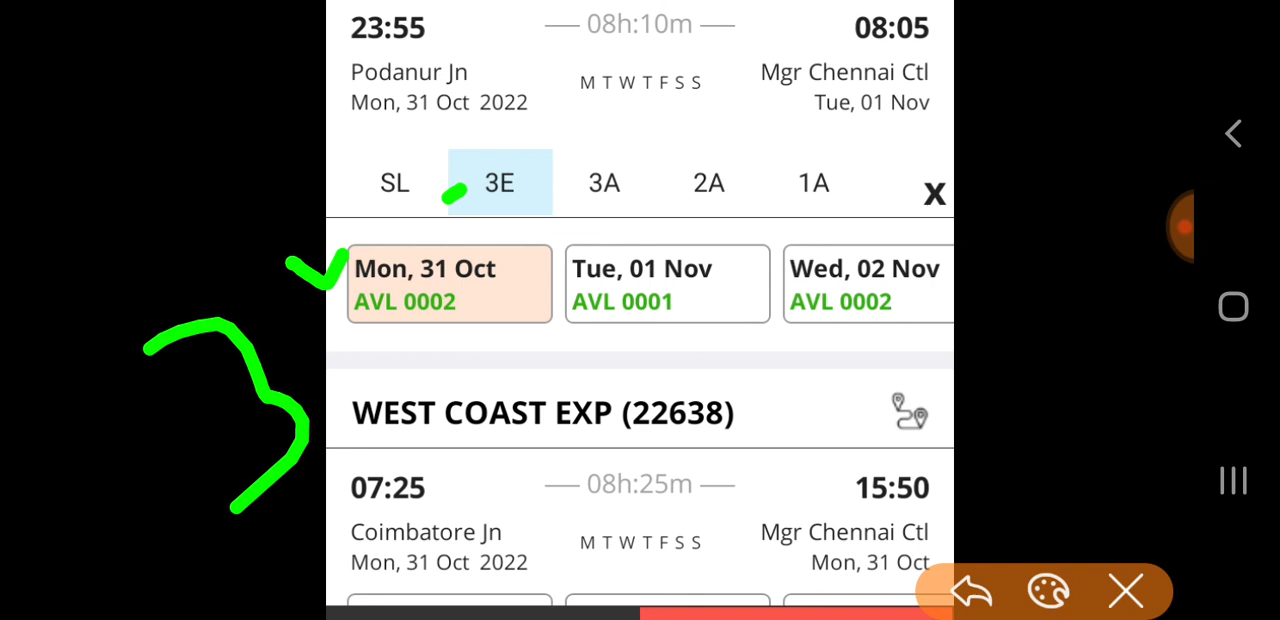 23:55 08h:10m 08:05
Podanur Jn M T W T F S S Mgr Chennai Ctl
Mon, 31 Oct 2022 Tue, 01 Nov
SL 3E 3A 2A 1A X
Mon, 31 Oct Tue, 01 Nov Wed, 02 Nov
AVL 0002 AVL 0001 AVL 0002
WEST COAST EXP (22638)
07:25 08h:25m 15:50
Coimbatore Jn M T W T F S S Mgr Chennai Ctl
Mon, 31 Oct 2022 Mon, 31 Oct